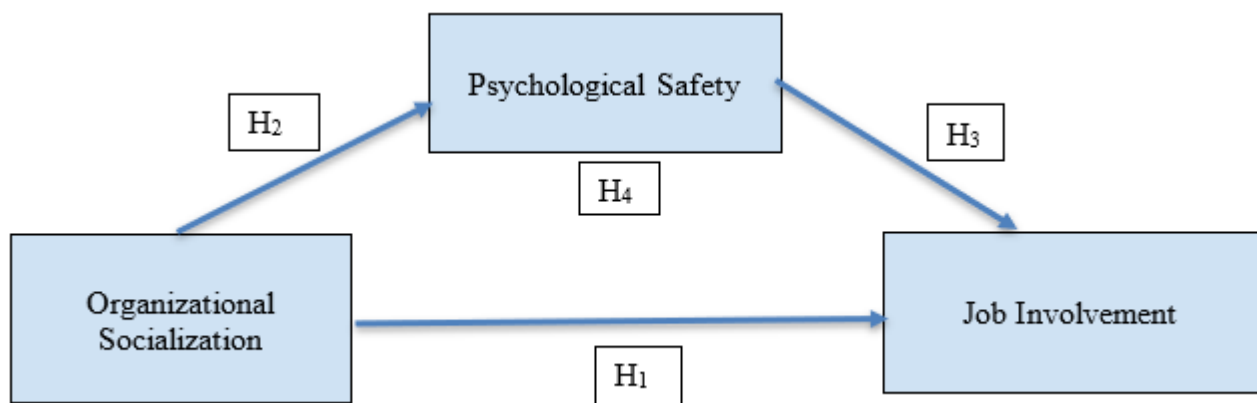 Psychological Safety
H₂
H₃
H₄
Organizational
Socialization
Job Involvement
H₁